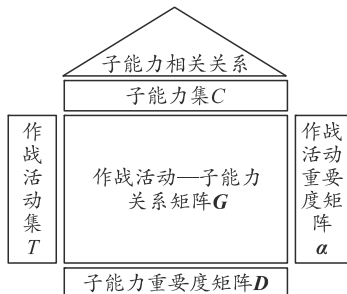 子能力相关关系
子能力集C
作
战
活
动
集
T
作战活动—子能力
关系矩阵G
作战
活动
重要
度矩
阵
α
子能力重要度矩阵D